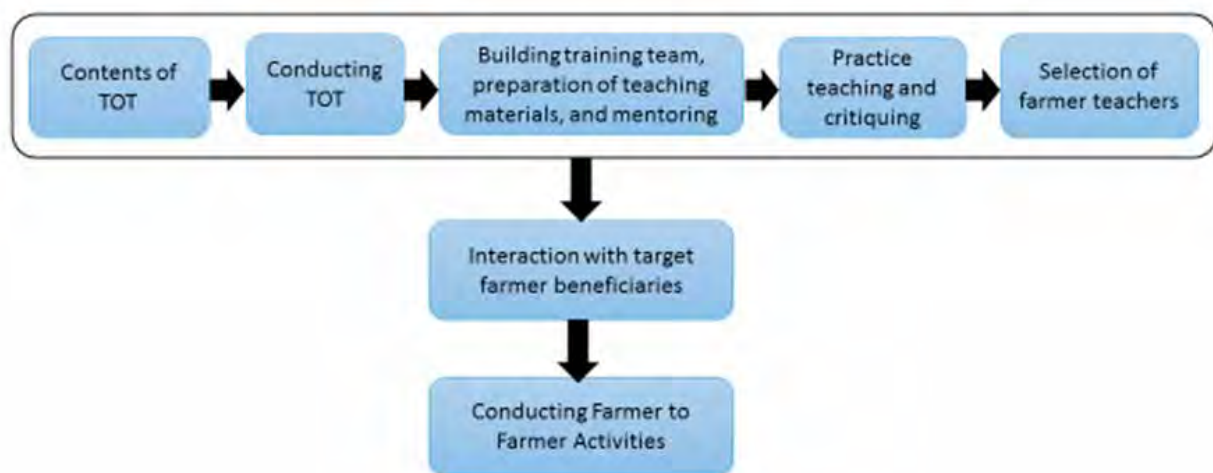 Contents of
TOT
Conducting
TOT
Building training team,
preparation of teaching
materials, and mentoring
Practice
teaching and
critiquing
Selection of
farmer teachers
Interaction with target
farmer beneficiaries
Conducting Farmer to
Farmer Activities